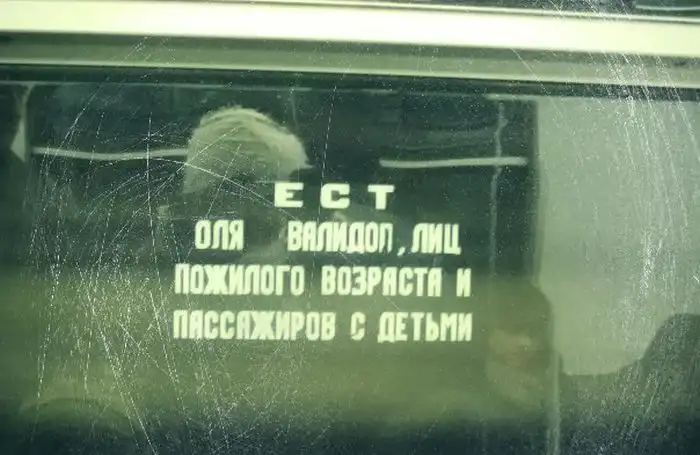 ЕСТ
ОЛЯ ВАЛИДОП, ЛИЦ
ПОЖИЛОГО ВОЗРАСТА И
ПАССАЖИРОВ С ДЕТЬМИ